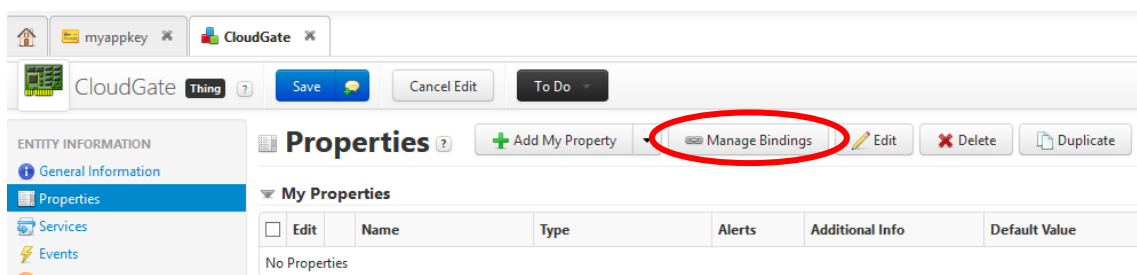 myappkey
CloudGate
CloudGate Thing ? Save Cancel Edit To Do
ENTITY INFORMATION
General Information
Properties
Services
Events
Properties ? Add My Property Manage Bindings Edit Delete Duplicate
My Properties
Edit Name Type Alerts Additional Info Default Value
No Properties